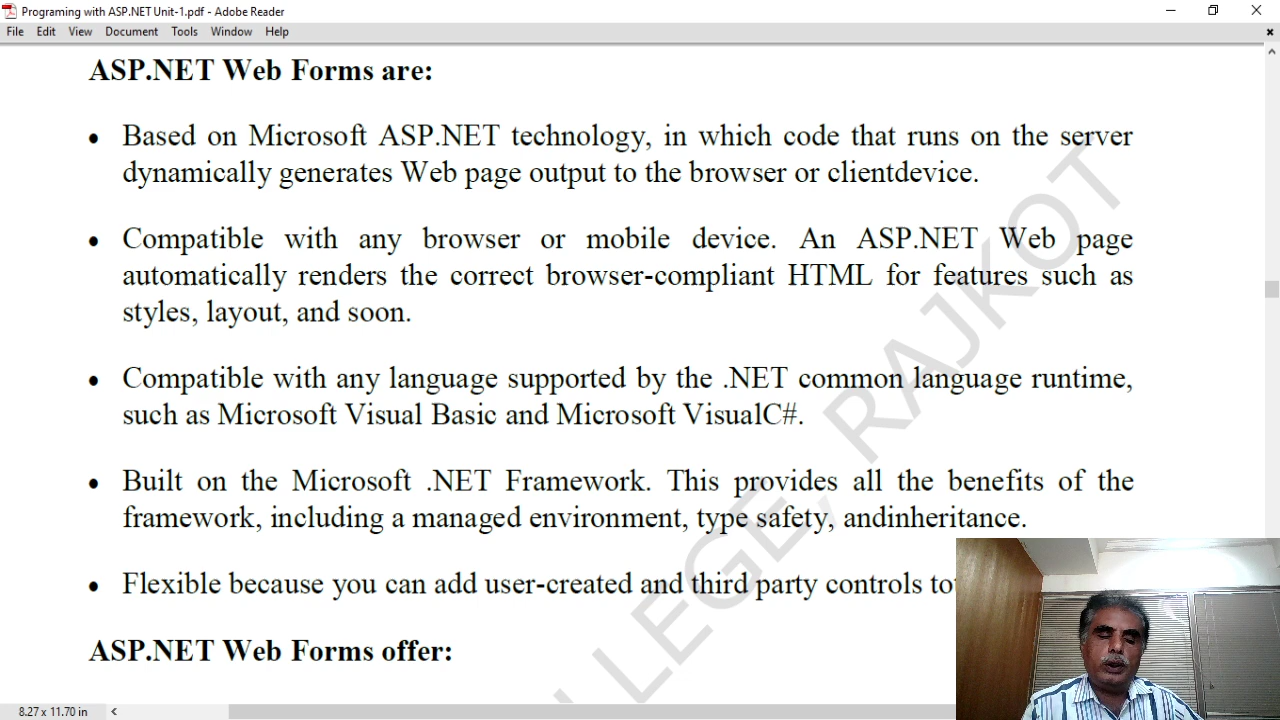 Programing with ASP.NET Unit-1.pdf - Adobe Reader
File Edit View Document Tools Window Help
ASP.NET Web Forms are:
• Based on Microsoft ASP.NET technology, in which code that runs on the server
dynamically generates Web page output to the browser or clientdevice.
• Compatible with any browser or mobile device. An ASP.NET Web page
automatically renders the correct browser-compliant HTML for features such as
styles, layout, and soon.
• Compatible with any language supported by the .NET common language runtime,
such as Microsoft Visual Basic and Microsoft VisualC#.
• Built on the Microsoft .NET Framework. This provides all the benefits of the
framework, including a managed environment, type safety, andinheritance.
• Flexible because you can add user-created and third party controls
ASP.NET Web Forms offer:
LEGE, RAJKOT
8.27 x 11.70 in